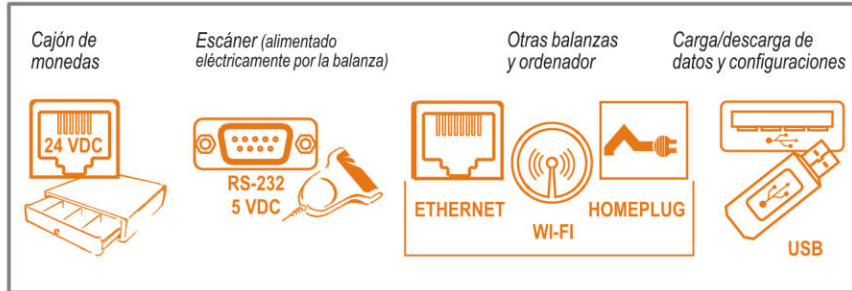 Cajón de
monedas
Escáner (alimentado
eléctricamente por la balanza)
Otras balanzas
y ordenador
Carga/descarga de
datos y configuraciones
24 VDC
RS-232
5 VDC
ETHERNET
WI-FI
HOMEPLUG
USB